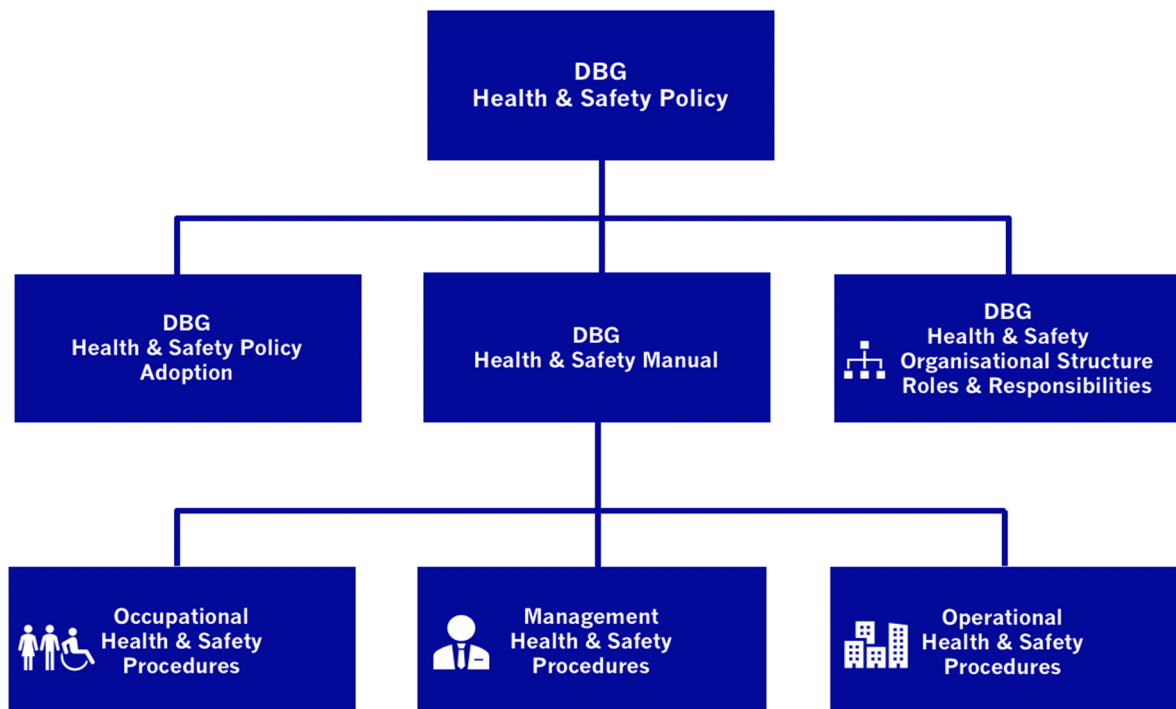 DBG
Health & Safety Policy
DBG
Health & Safety Policy
Adoption
DBG
Health & Safety Manual
DBG
Health & Safety
Organisational Structure
Roles & Responsibilities
Occupational
Health & Safety
Procedures
Management
Health & Safety
Procedures
Operational
Health & Safety
Procedures